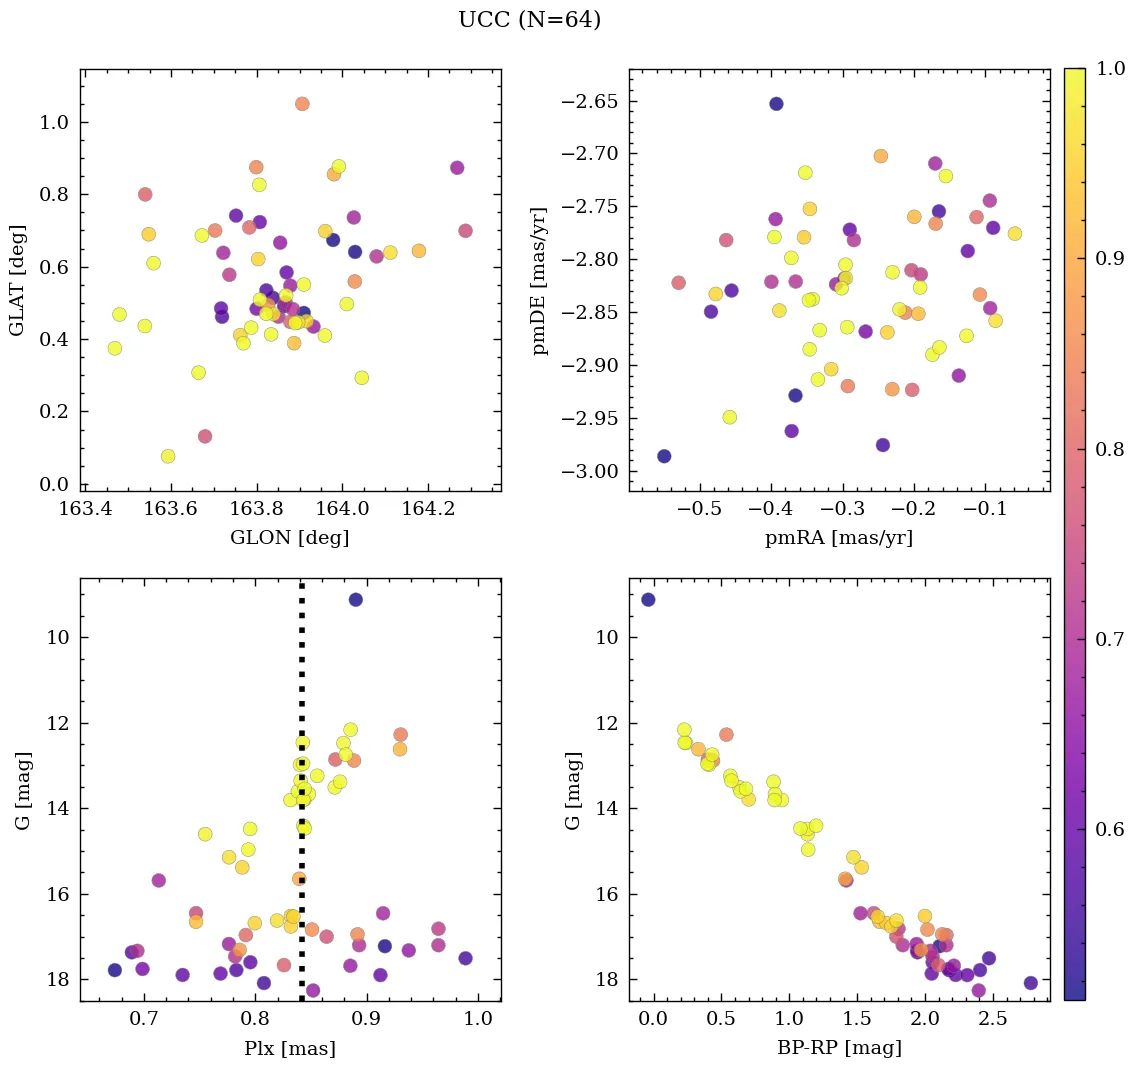 UCC (N=64)
GLAT [deg]
1.0
0.8
0.6
0.4
0.2
0.0
163.4 163.6 163.8 164.0 164.2
GLON [deg]
pmDE [mas/yr]
−2.65
−2.70
−2.75
−2.80
−2.85
−2.90
−2.95
−3.00
−0.5 −0.4 −0.3 −0.2 −0.1
pmRA [mas/yr]
G [mag]
10
12
14
16
18
0.7 0.8 0.9 1.0
Plx [mas]
G [mag]
10
12
14
16
18
0.0 0.5 1.0 1.5 2.0 2.5
BP-RP [mag]
1.0
0.9
0.8
0.7
0.6